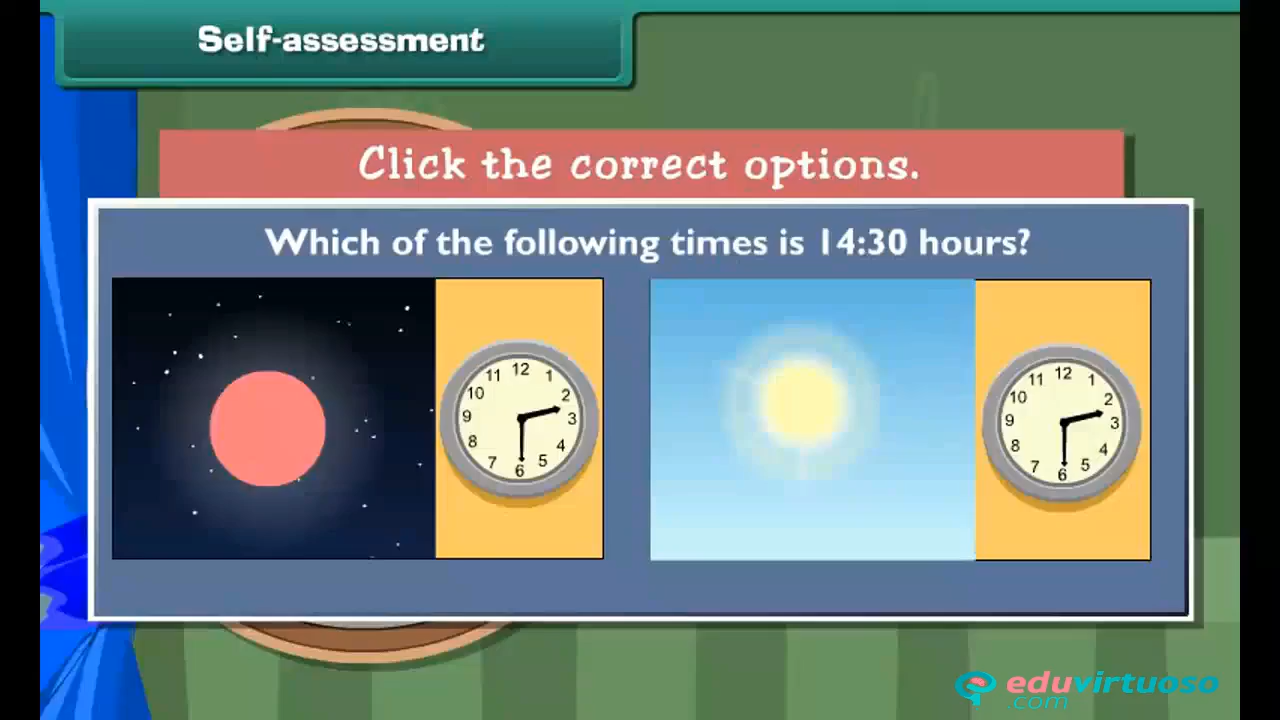 Self-assessment
Click the correct options.
Which of the following times is 14:30 hours?
12
11 1
10 2
9 3
8 4
7 5
6
12
11 1
10 2
9 3
8 4
7 5
6
eduvirtuoso
.com